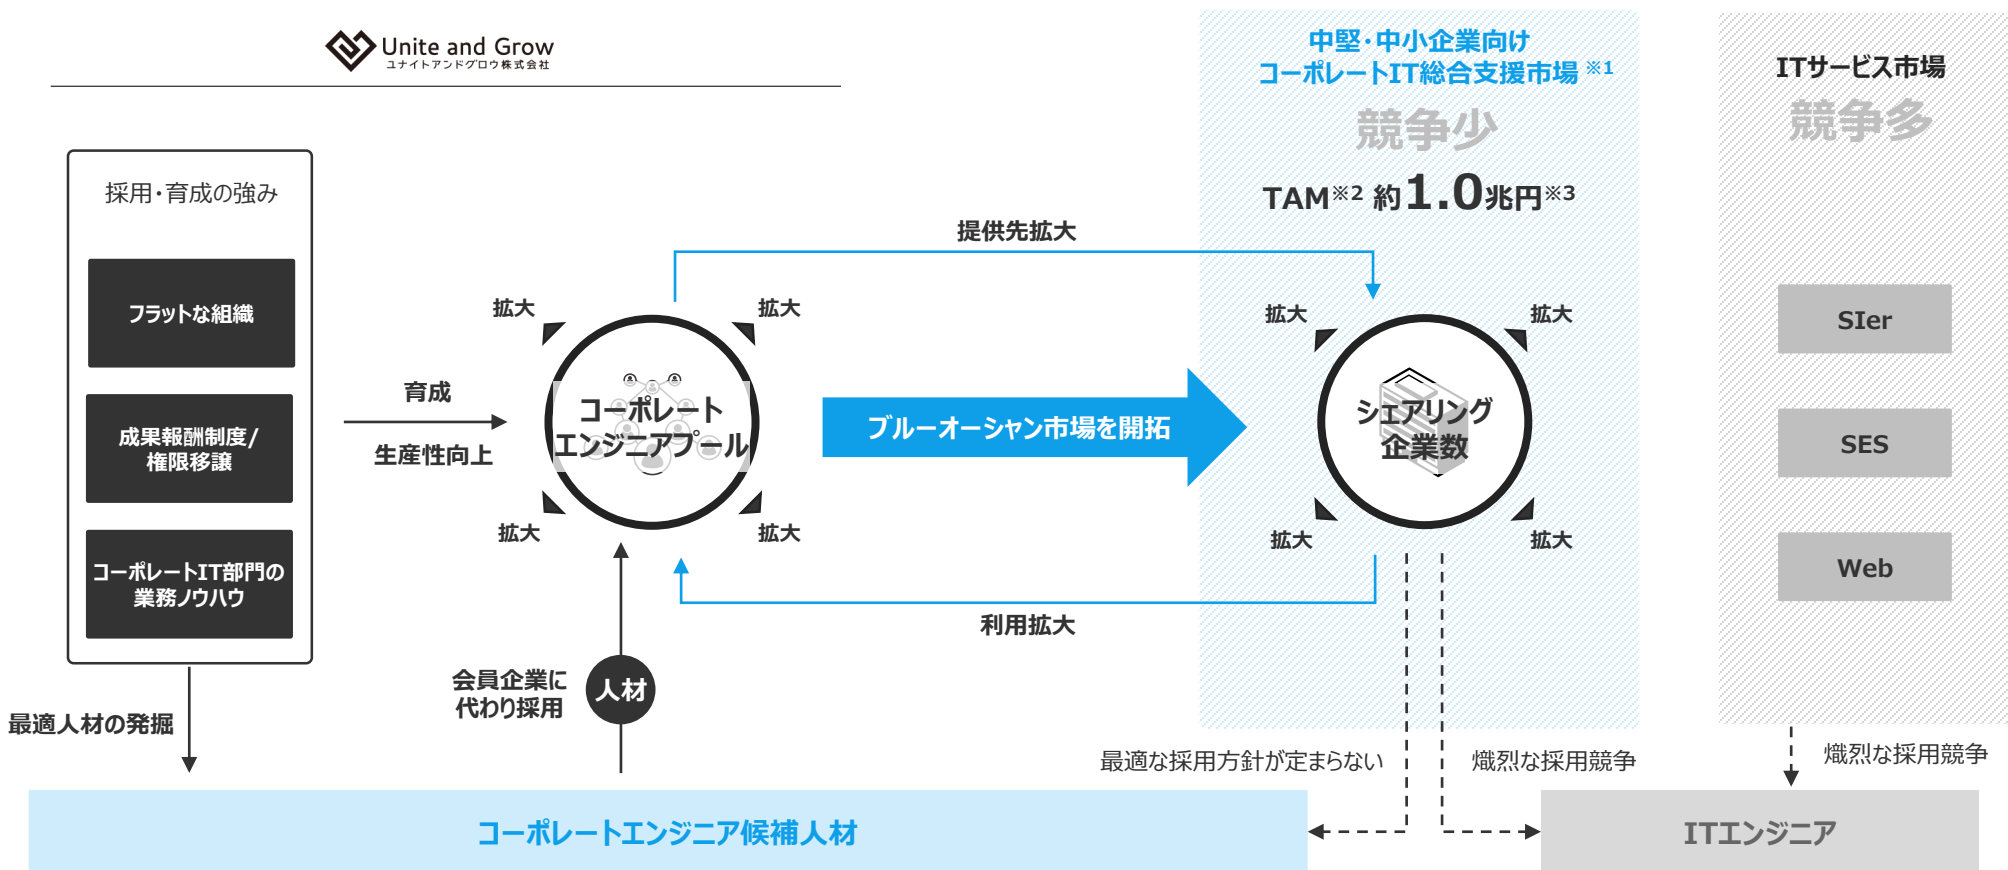 Unite and Grow
ユナイトアンドグロウ株式会社
中堅・中小企業向け
コーポレートIT総合支援市場 ※1
競争少
TAM※2 約1.0兆円※3
ITサービス市場
競争多
採用・育成の強み
フラットな組織
成果報酬制度/
権限移譲
コーポレートIT部門の
業務ノウハウ
育成
生産性向上
提供先拡大
拡大
拡大
コーポレート
エンジニアプール
拡大
拡大
ブルーオーシャン市場を開拓
拡大
拡大
シェアリング
企業数
拡大
拡大
利用拡大
SIer
SES
Web
会員企業に
代わり採用
人材
最適人材の発掘
最適な採用方針が定まらない
熾烈な採用競争
熾烈な採用競争
コーポレートエンジニア候補人材
ITエンジニア